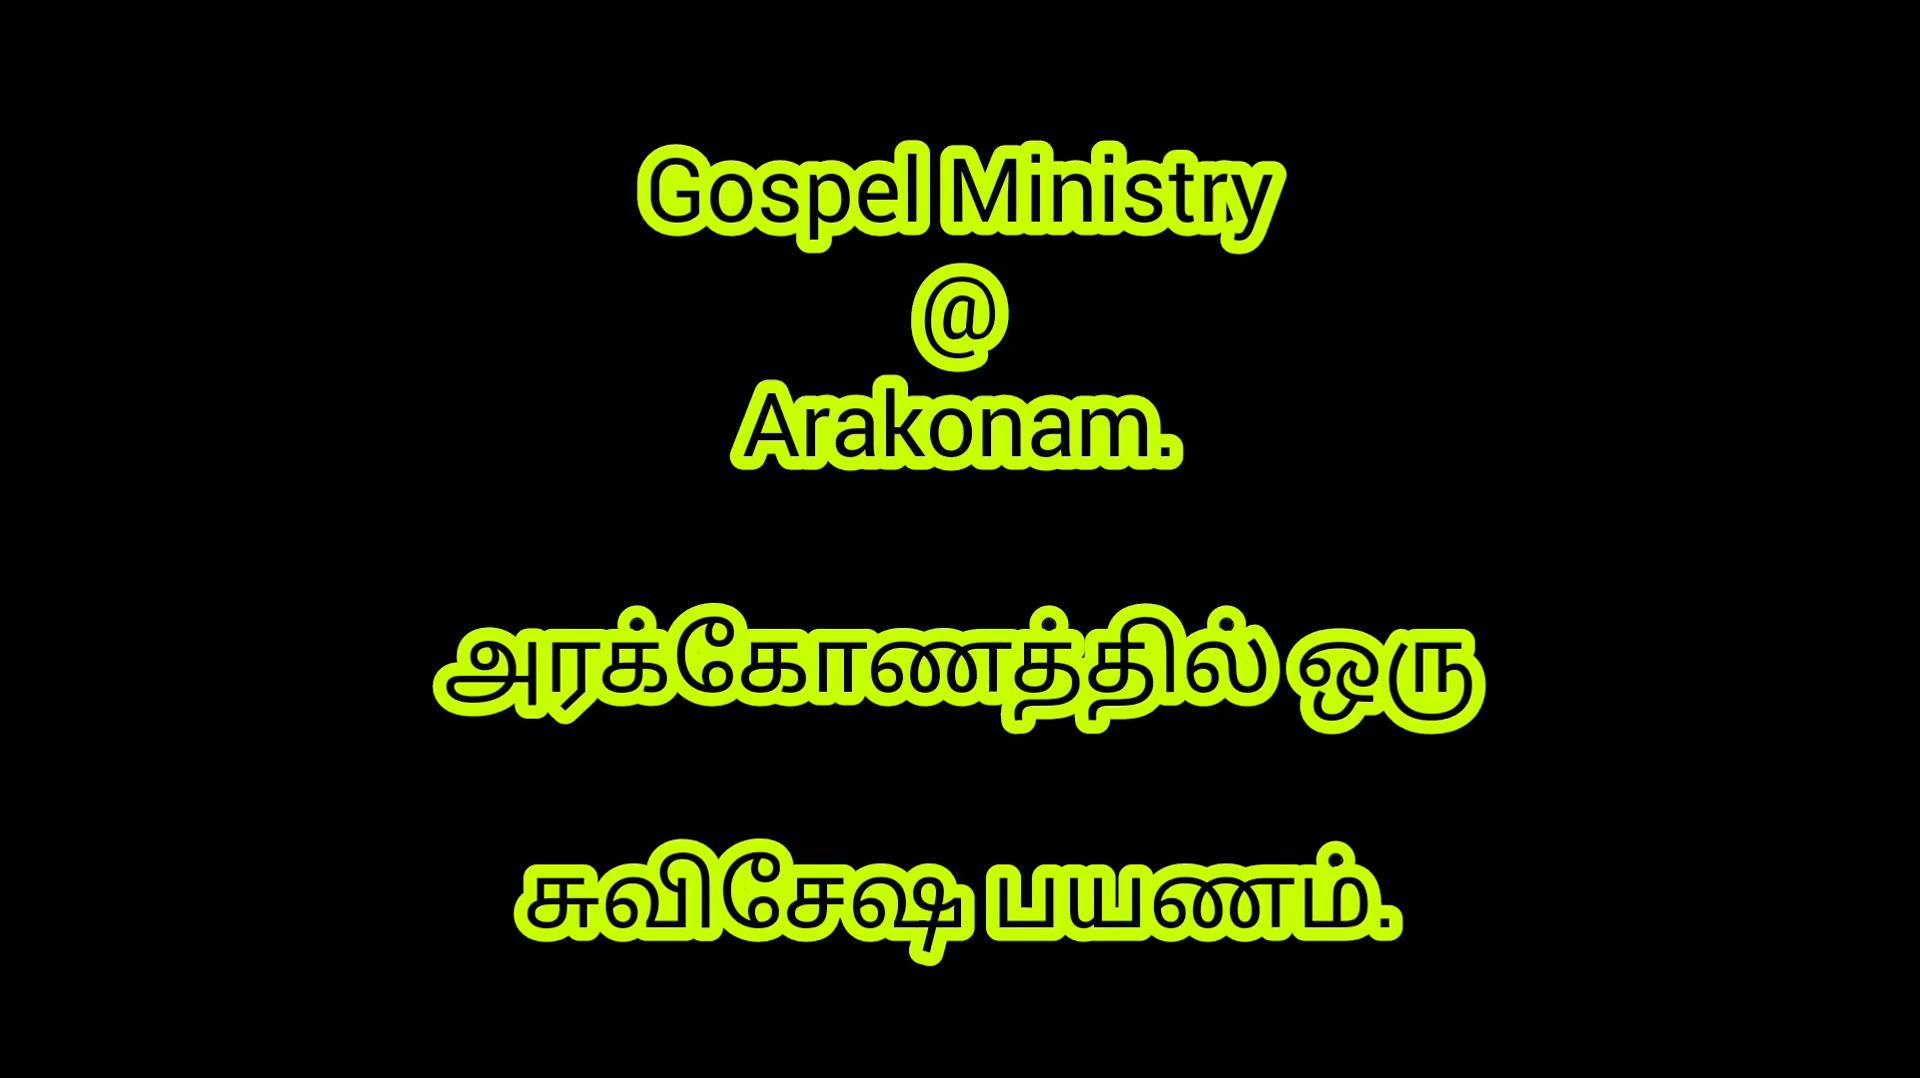 Gospel Ministry
@
Arakonam.
அரக்கோணத்தில் ஒரு
சுவிசேஷ பயணம்.